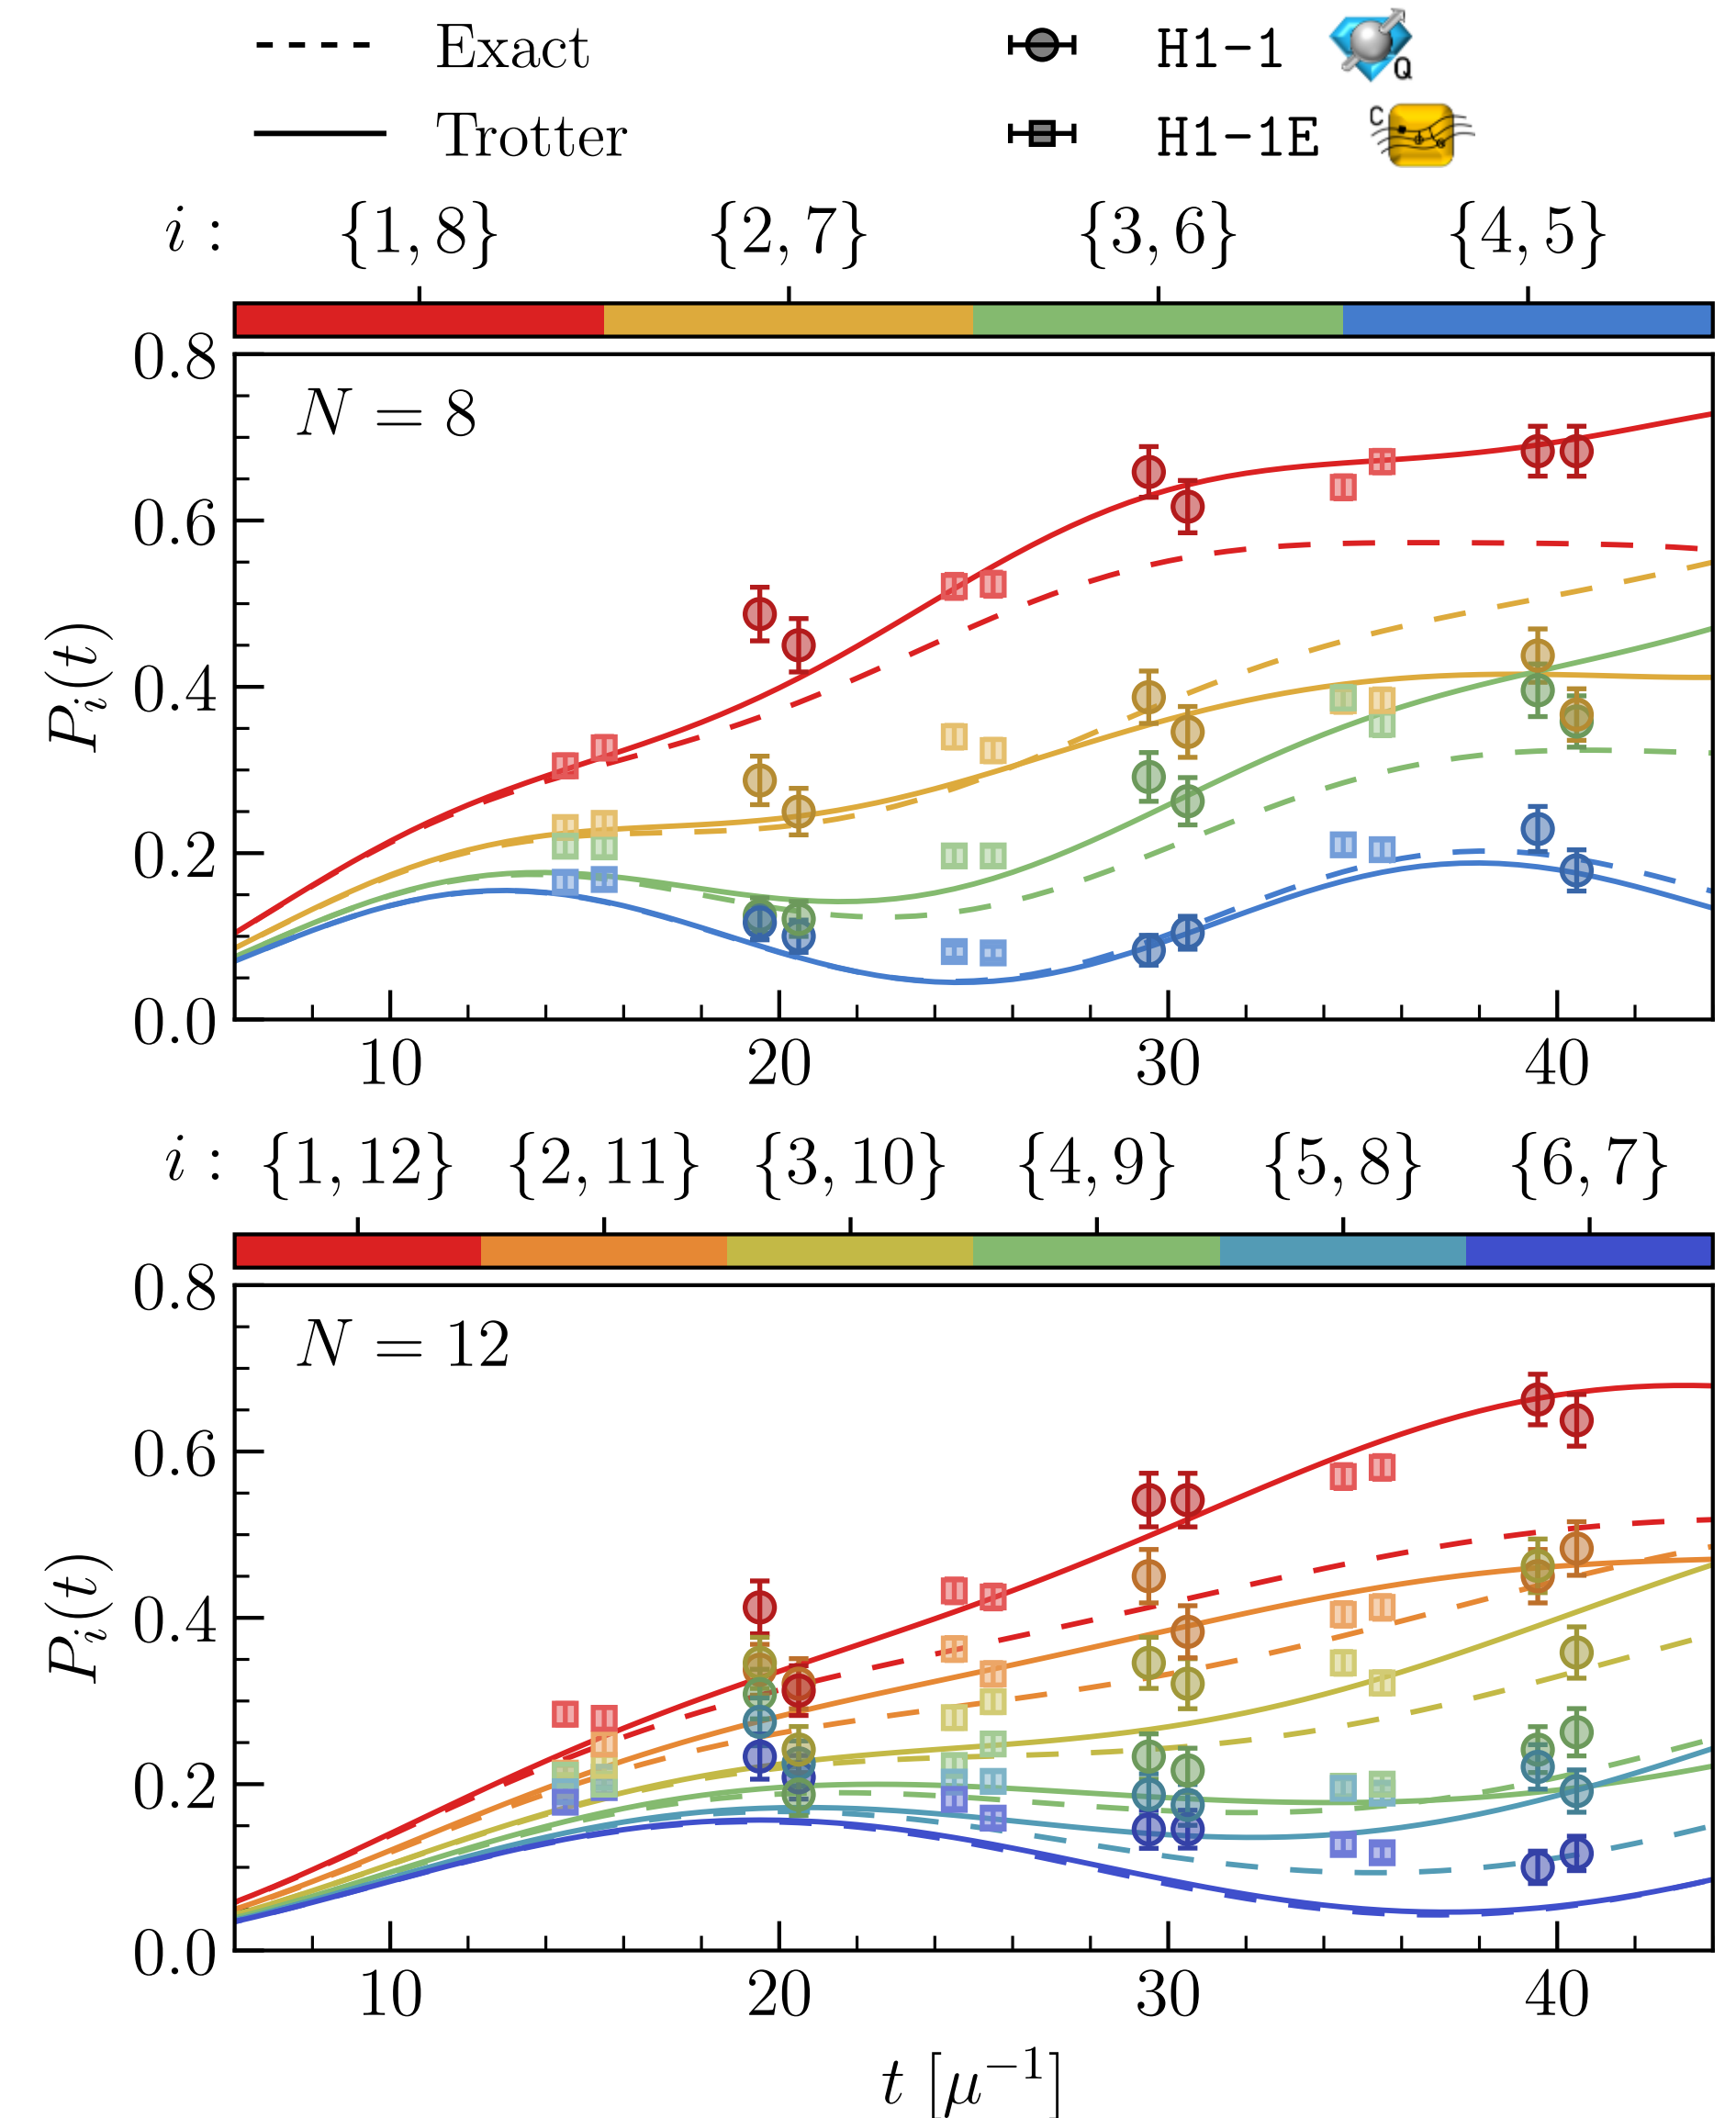 Exact H1-1 Q
Trotter H1-1E C
i : {1, 8} {2, 7} {3, 6} {4, 5}
0.8
N = 8
0.6
P_i(t)
0.4
0.2
0.0
10 20 30 40
i : {1, 12} {2, 11} {3, 10} {4, 9} {5, 8} {6, 7}
0.8
N = 12
0.6
P_i(t)
0.4
0.2
0.0
10 20 30 40
t [μ⁻¹]